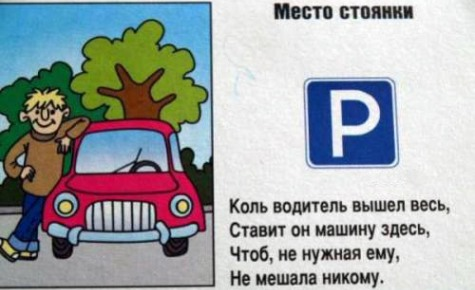 Место стоянки
P
Коль водитель вышел весь,
Ставит он машину здесь,
Чтоб, не нужная ему,
Не мешала никому.